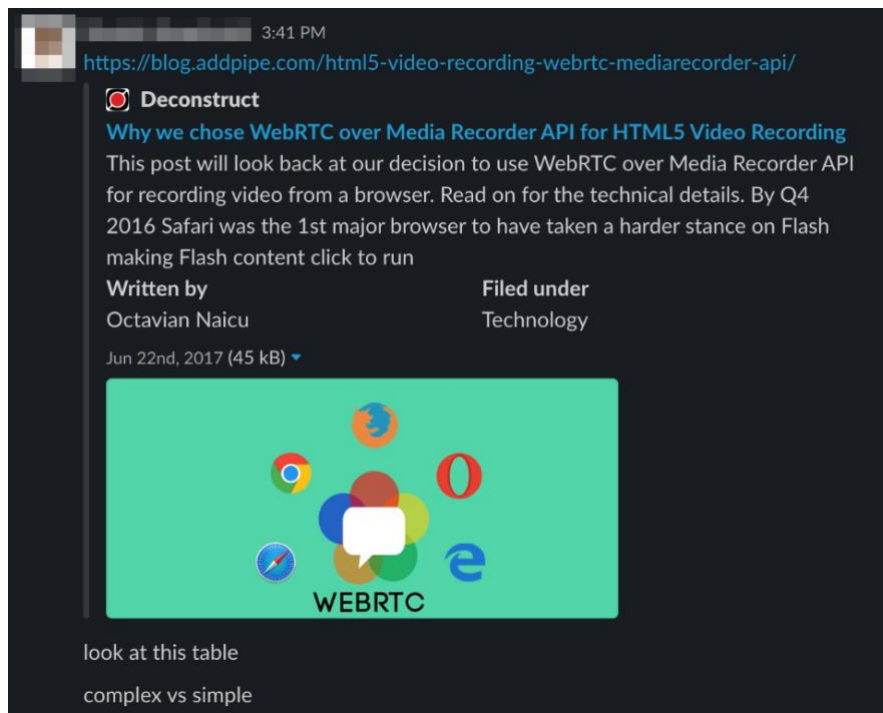 3:41 PM
https://blog.addpipe.com/html5-video-recording-webrtc-mediarecorder-api/
Deconstruct
Why we chose WebRTC over Media Recorder API for HTML5 Video Recording
This post will look back at our decision to use WebRTC over Media Recorder API
for recording video from a browser. Read on for the technical details. By Q4
2016 Safari was the 1st major browser to have taken a harder stance on Flash
making Flash content click to run
Written by Filed under
Octavian Naicu Technology
Jun 22nd, 2017 (45 kB)
WEBRTC
look at this table
complex vs simple